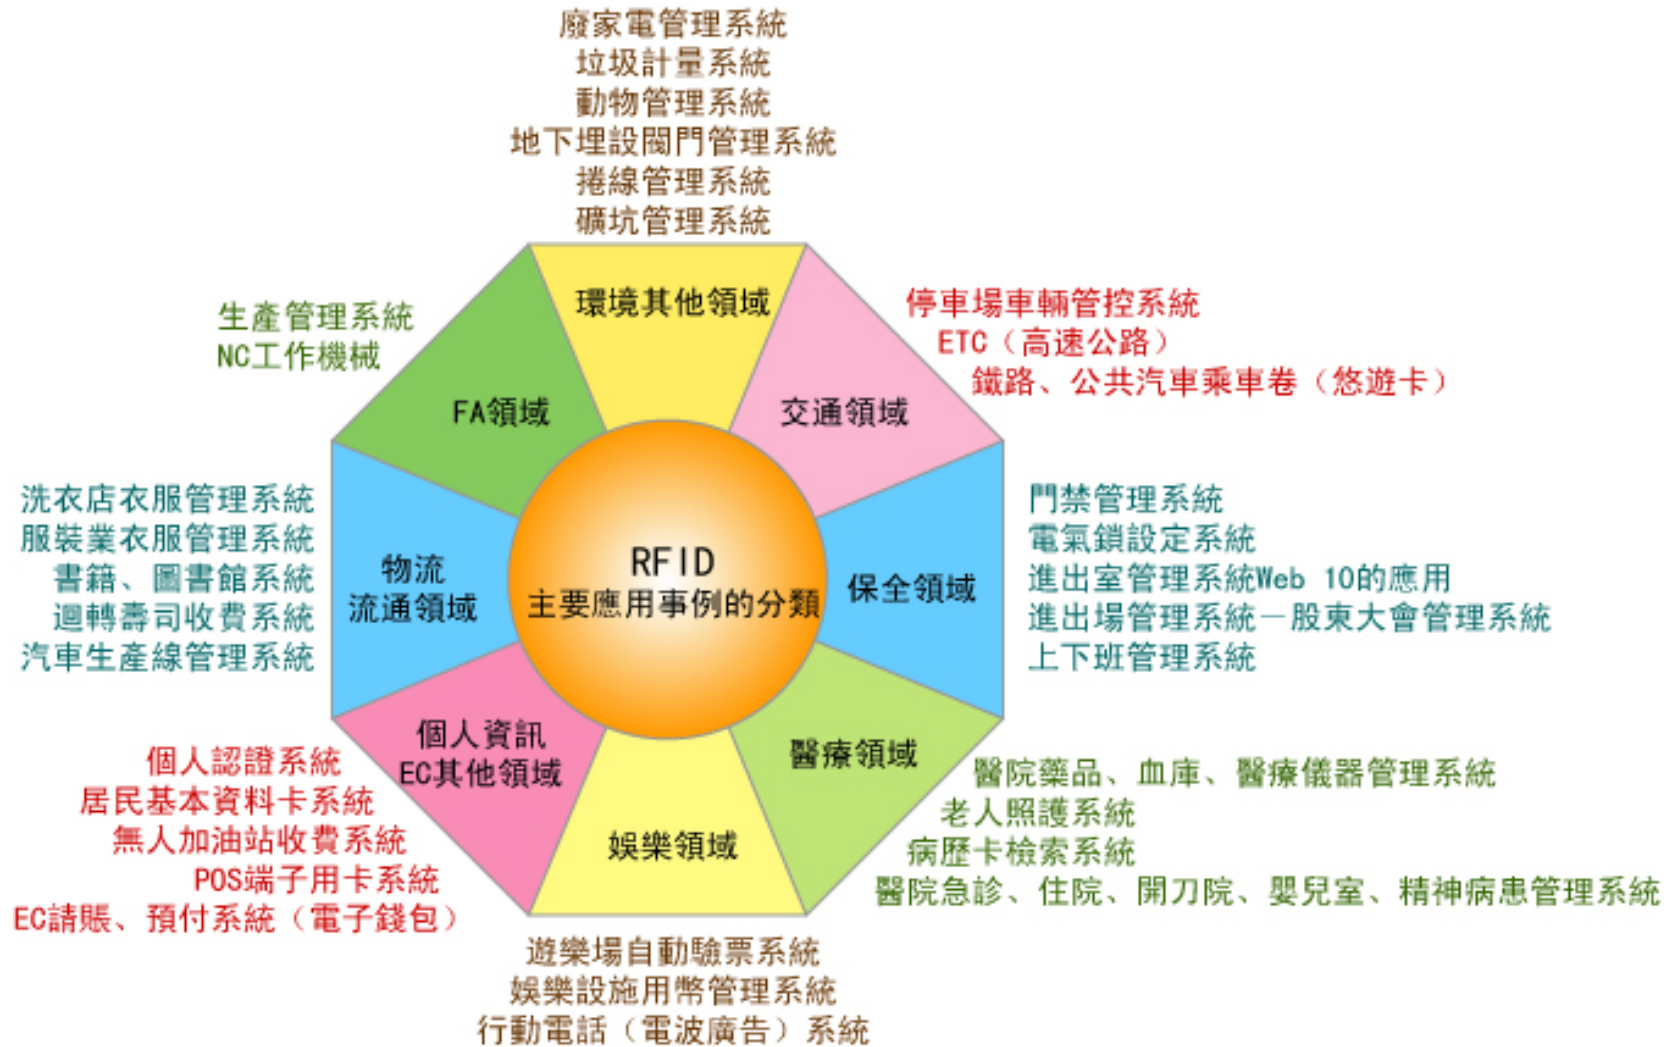 廢家電管理系統
垃圾計量系統
動物管理系統
地下埋設閥門管理系統
捲線管理系統
礦坑管理系統
環境其他領域
停車場車輛管控系統
ETC（高速公路）
鐵路、公共汽車乘車卷（悠遊卡）
交通領域
生產管理系統
NC工作機械
FA領域
門禁管理系統
電氣鎖設定系統
進出室管理系統Web 10的應用
進出場管理系統－股東大會管理系統
上下班管理系統
保全領域
洗衣店衣服管理系統
服裝業衣服管理系統
書籍、圖書館系統
迴轉壽司收費系統
汽車生產線管理系統
物流
流通領域
RFID
主要應用事例的分類
醫療領域
醫院藥品、血庫、醫療儀器管理系統
老人照護系統
病歷卡檢索系統
醫院急診、住院、開刀院、嬰兒室、精神病患管理系統
個人資訊
EC其他領域
個人認證系統
居民基本資料卡系統
無人加油站收費系統
POS端子用卡系統
EC請賬、預付系統（電子錢包）
娛樂領域
遊樂場自動驗票系統
娛樂設施用幣管理系統
行動電話（電波廣告）系統